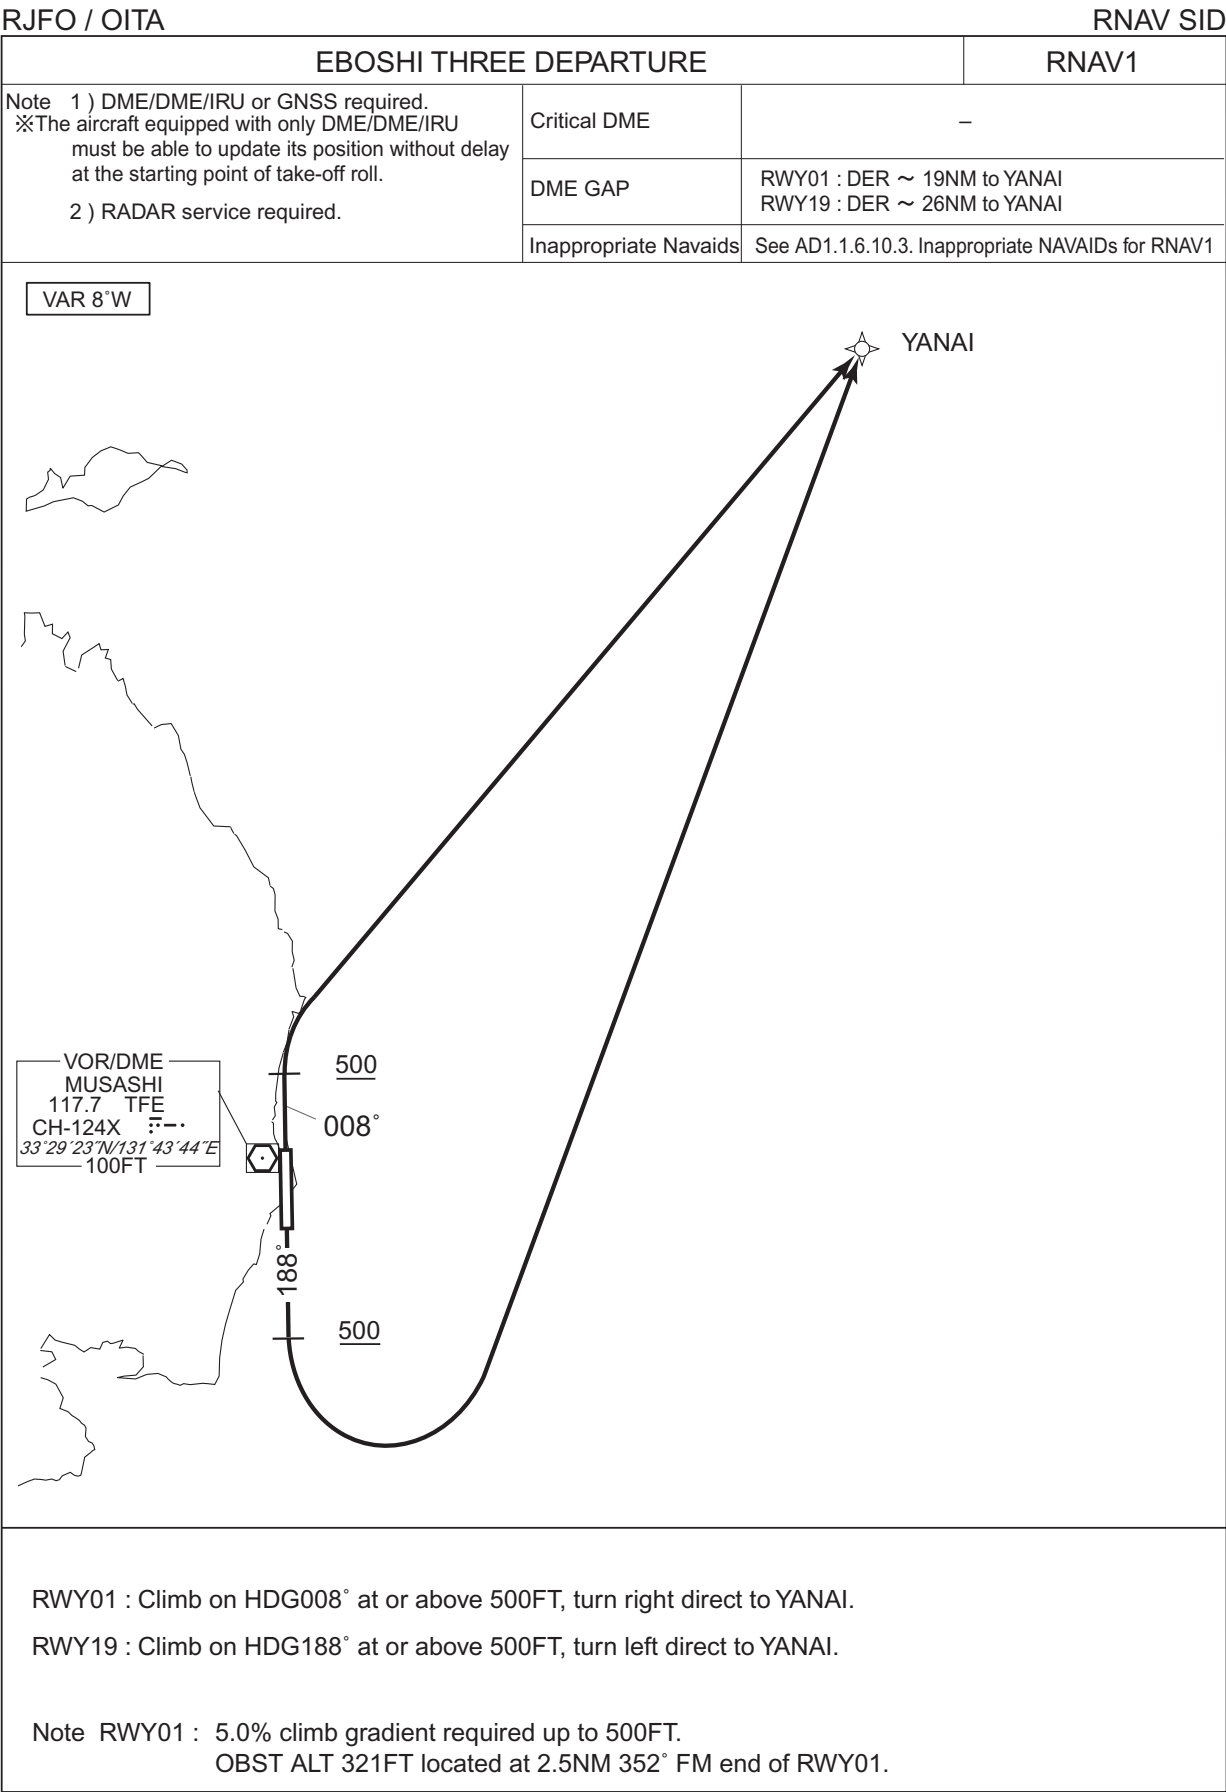 RJFO / OITA
RNAV SID
EBOSHI THREE DEPARTURE
RNAV1
Note 1 ) DME/DME/IRU or GNSS required.
※The aircraft equipped with only DME/DME/IRU
must be able to update its position without delay
at the starting point of take-off roll.
2 ) RADAR service required.
Critical DME
–
DME GAP
RWY01 : DER ~ 19NM to YANAI
RWY19 : DER ~ 26NM to YANAI
Inappropriate Navaids
See AD1.1.6.10.3. Inappropriate NAVAIDs for RNAV1
VAR 8°W
YANAI
500
008°
VOR/DME
MUSASHI
117.7 TFE
CH-124X
33°29´23˝N/131°43´44˝E
100FT
188°
500
RWY01 : Climb on HDG008° at or above 500FT, turn right direct to YANAI.
RWY19 : Climb on HDG188° at or above 500FT, turn left direct to YANAI.
Note RWY01 : 5.0% climb gradient required up to 500FT.
OBST ALT 321FT located at 2.5NM 352° FM end of RWY01.